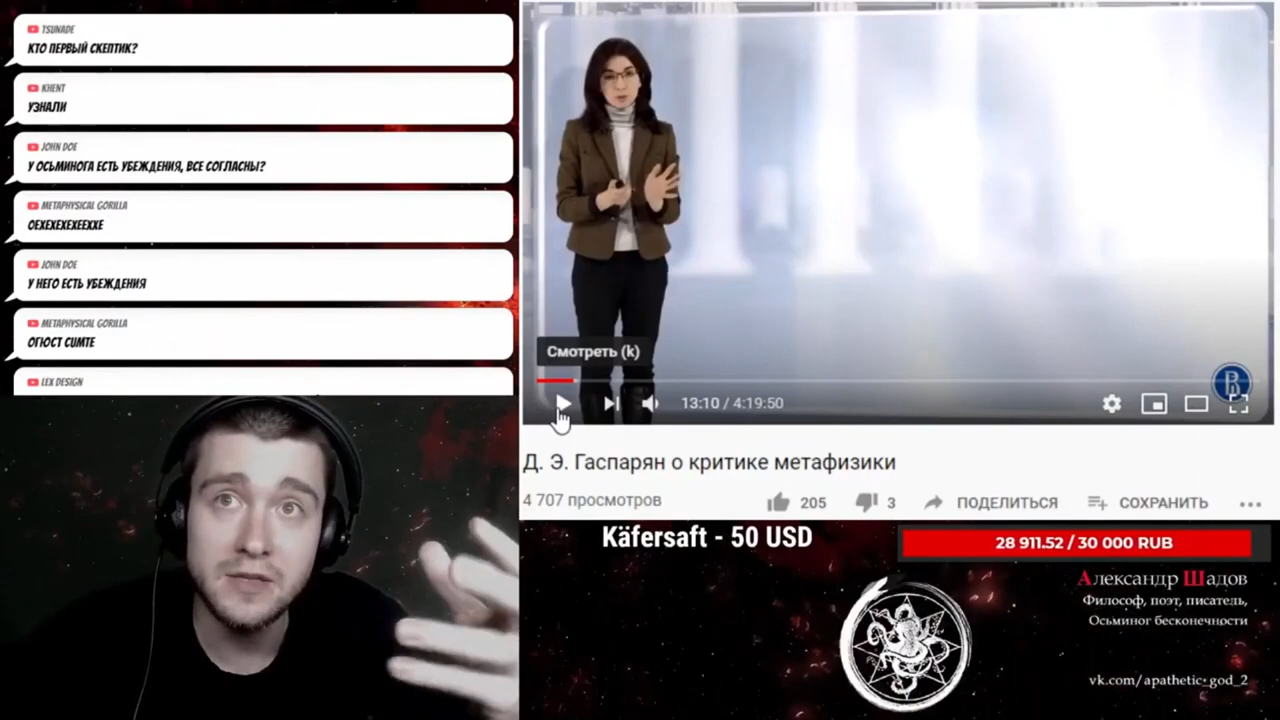 TSUNADE
КТО ПЕРВЫЙ СКЕПТИК?
KHENT
УЗНАЛИ
JOHN DOE
У ОСЬМИНОГА ЕСТЬ УБЕЖДЕНИЯ, ВСЕ СОГЛАСНЫ?
METAPHYSICAL GORILLA
ОЕХЕХЕХЕХЕЕХХЕ
JOHN DOE
У НЕГО ЕСТЬ УБЕЖДЕНИЯ
METAPHYSICAL GORILLA
ОГЮСТ СИМТЕ
LEX DESIGN
Смотреть (k)
13:10 / 4:19:50
Д. Э. Гаспарян о критике метафизики
4 707 просмотров
205
3
ПОДЕЛИТЬСЯ
СОХРАНИТЬ
Käfersaft - 50 USD
28 911.52 / 30 000 RUB
Александр Шадов
Философ, поэт, писатель,
Осьминог бесконечности
vk.com/apathetic_god_2